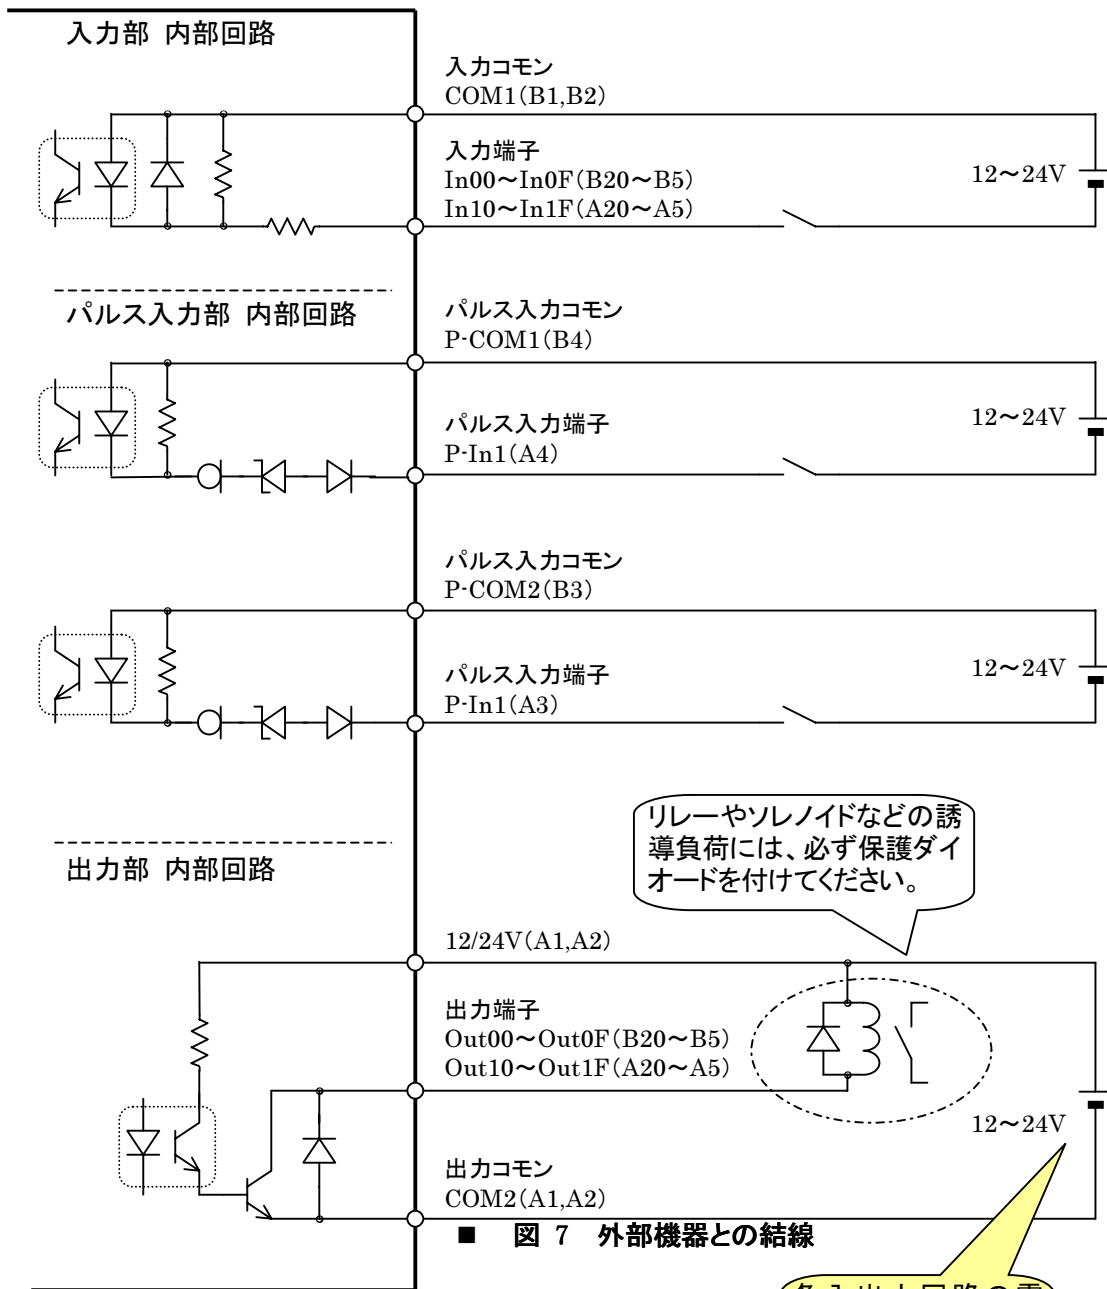 入力部 内部回路
入力コモン
COM1(B1,B2)
入力端子
In00～In0F(B20～B5)
In10～In1F(A20～A5)
12～24V
パルス入力部 内部回路
パルス入力コモン
P-COM1(B4)
パルス入力端子
P-In1(A4)
12～24V
パルス入力コモン
P-COM2(B3)
パルス入力端子
P-In1(A3)
12～24V
リレーやソレノイドなどの誘
導負荷には、必ず保護ダイ
オードを付けてください。
出力部 内部回路
12/24V(A1,A2)
出力端子
Out00～Out0F(B20～B5)
Out10～Out1F(A20～A5)
12～24V
出力コモン
COM2(A1,A2)
■ 図 7 外部機器との結線
各入出力回路の電